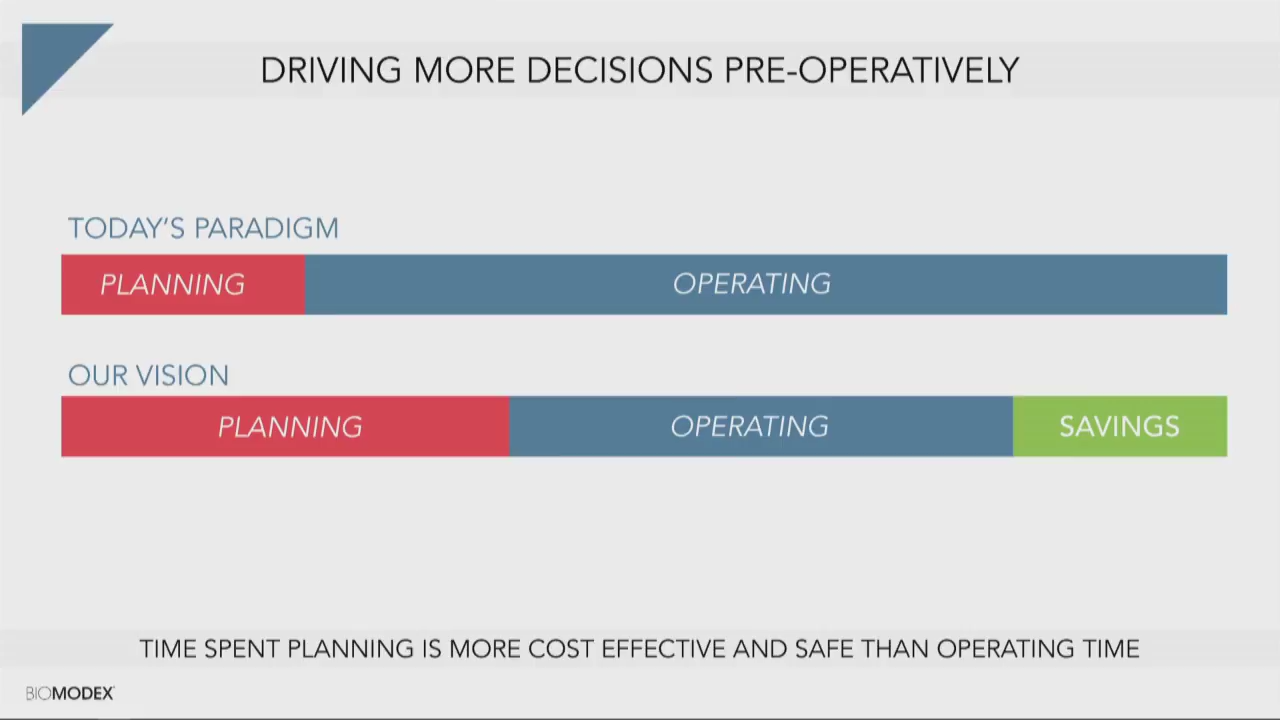 DRIVING MORE DECISIONS PRE-OPERATIVELY
TODAY'S PARADIGM
PLANNING OPERATING
OUR VISION
PLANNING OPERATING SAVINGS
TIME SPENT PLANNING IS MORE COST EFFECTIVE AND SAFE THAN OPERATING TIME
BIOMODEX